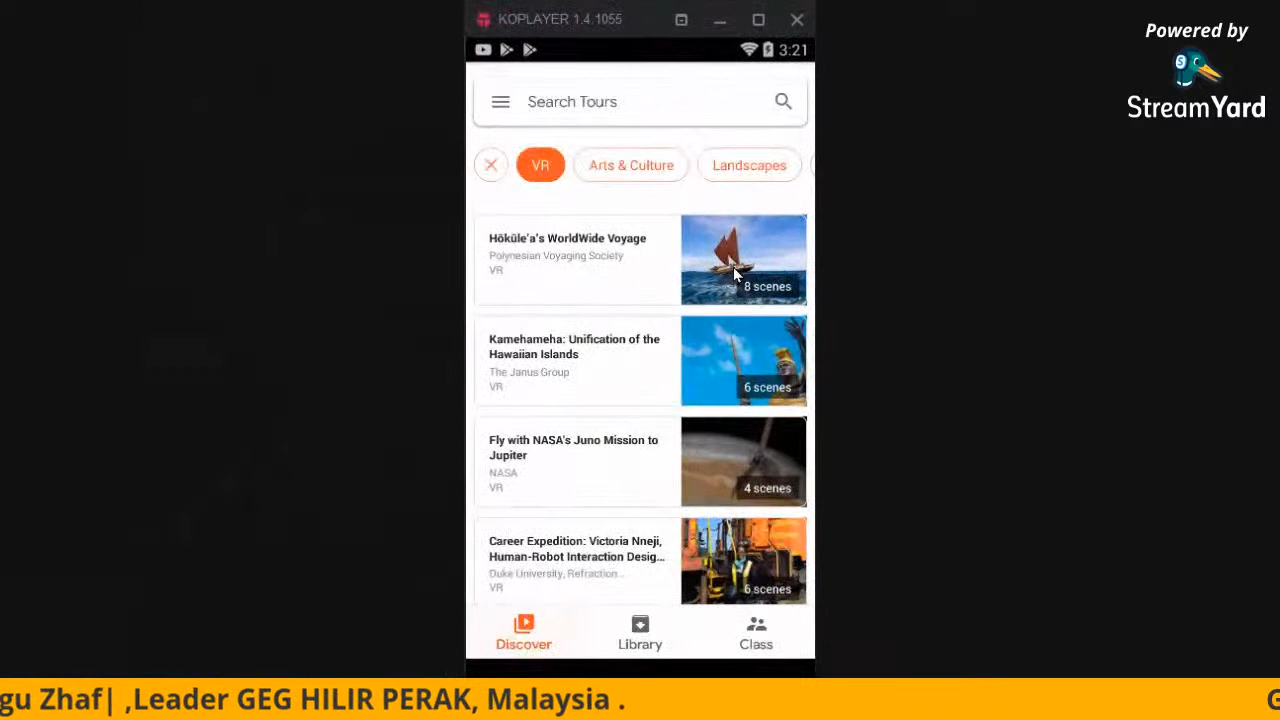 KOPLAYER 1.4.1055
3:21
Search Tours
VR
Arts & Culture
Landscapes
Hōkūleʻa's WorldWide Voyage
Polynesian Voyaging Society
VR
8 scenes
Kamehameha: Unification of the
Hawaiian Islands
The Janus Group
VR
6 scenes
Fly with NASA's Juno Mission to
Jupiter
NASA
VR
4 scenes
Career Expedition: Victoria Nneji,
Human-Robot Interaction Desig...
Duke University, Refraction...
VR
6 scenes
Discover
Library
Class
Powered by
StreamYard
gu Zhaf| ,Leader GEG HILIR PERAK, Malaysia .